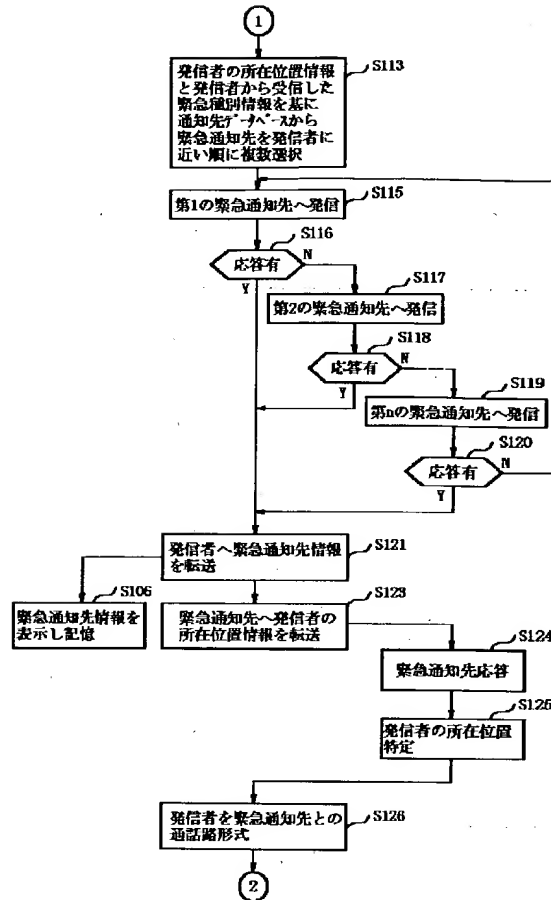 1
S113
発信者の所在位置情報
と発信者から受信した
緊急種別情報を基に
通知先データベースから
緊急通知先を発信者に
近い順に複数選択
S115
第1の緊急通知先へ発信
S116
応答有
N
Y
S117
第2の緊急通知先へ発信
S118
応答有
N
Y
S119
第nの緊急通知先へ発信
S120
応答有
N
Y
S121
発信者へ緊急通知先情報
を転送
S106
緊急通知先情報を
表示し記憶
S123
緊急通知先へ発信者の
所在位置情報を転送
S124
緊急通知先応答
S125
発信者の所在位置
特定
S126
発信者を緊急通知先との
通話路形式
2